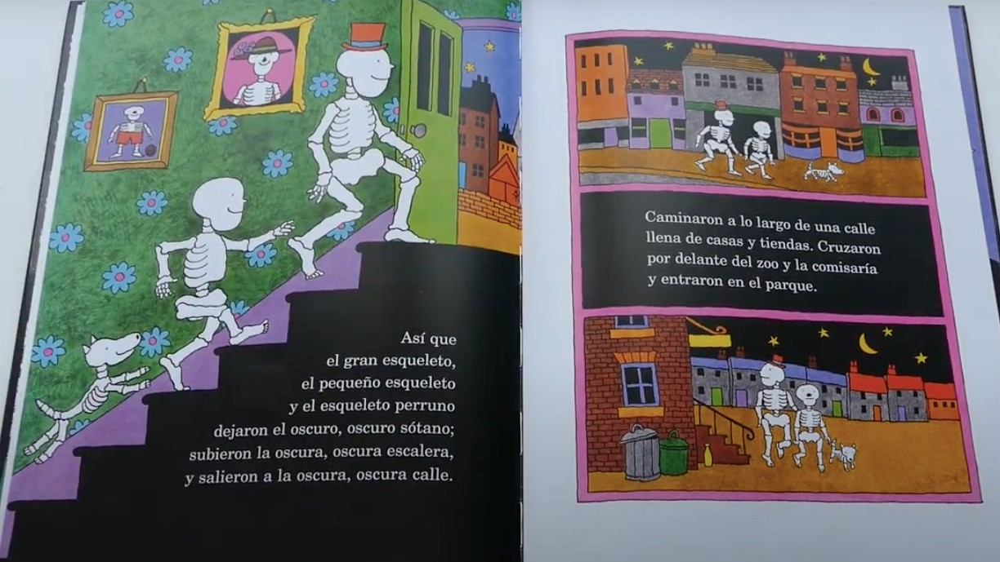 Así que
el gran esqueleto,
el pequeño esqueleto
y el esqueleto perruno
dejaron el oscuro, oscuro sótano;
subieron la oscura, oscura escalera,
y salieron a la oscura, oscura calle.
Caminaron a lo largo de una calle
llena de casas y tiendas. Cruzaron
por delante del zoo y la comisaría
y entraron en el parque.